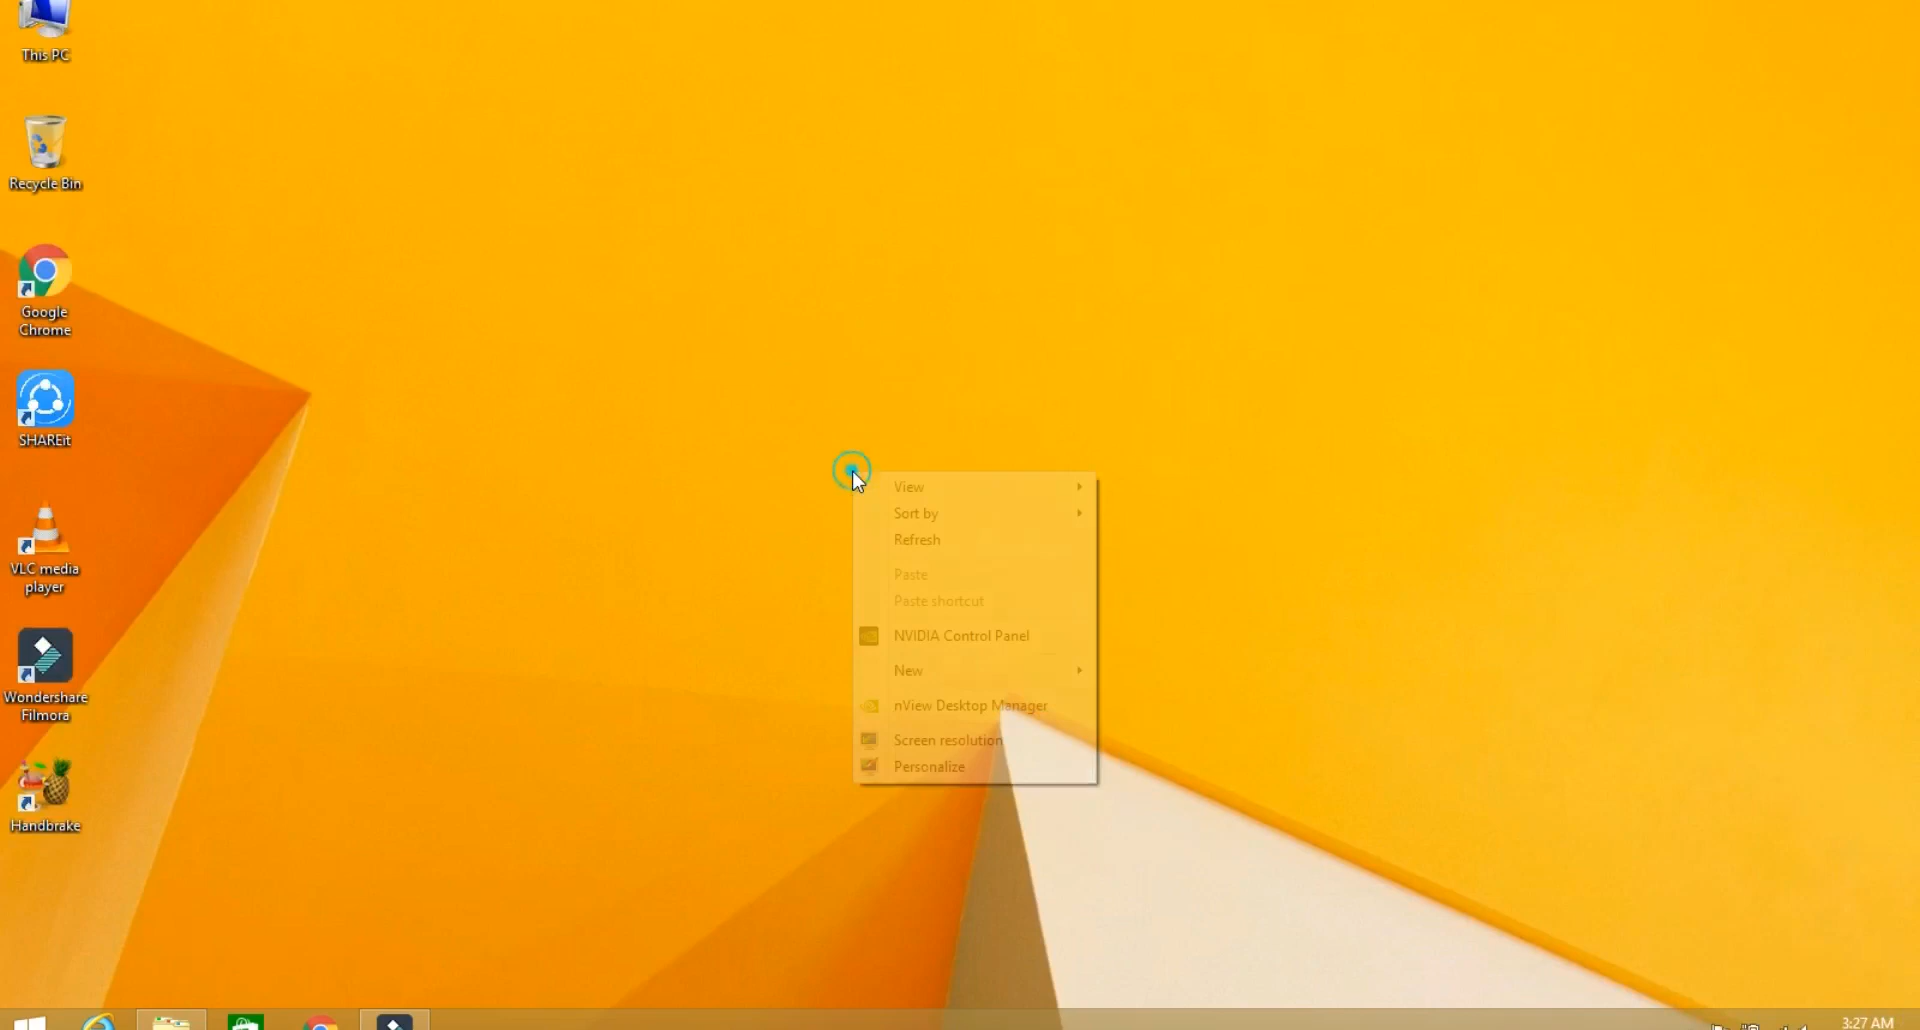 This PC
Recycle Bin
Google
Chrome
SHAREit
VLC media
player
Wondershare
Filmora
Handbrake
View
Sort by
Refresh
Paste
Paste shortcut
NVIDIA Control Panel
New
nView Desktop Manager
Screen resolution
Personalize
3:27 AM